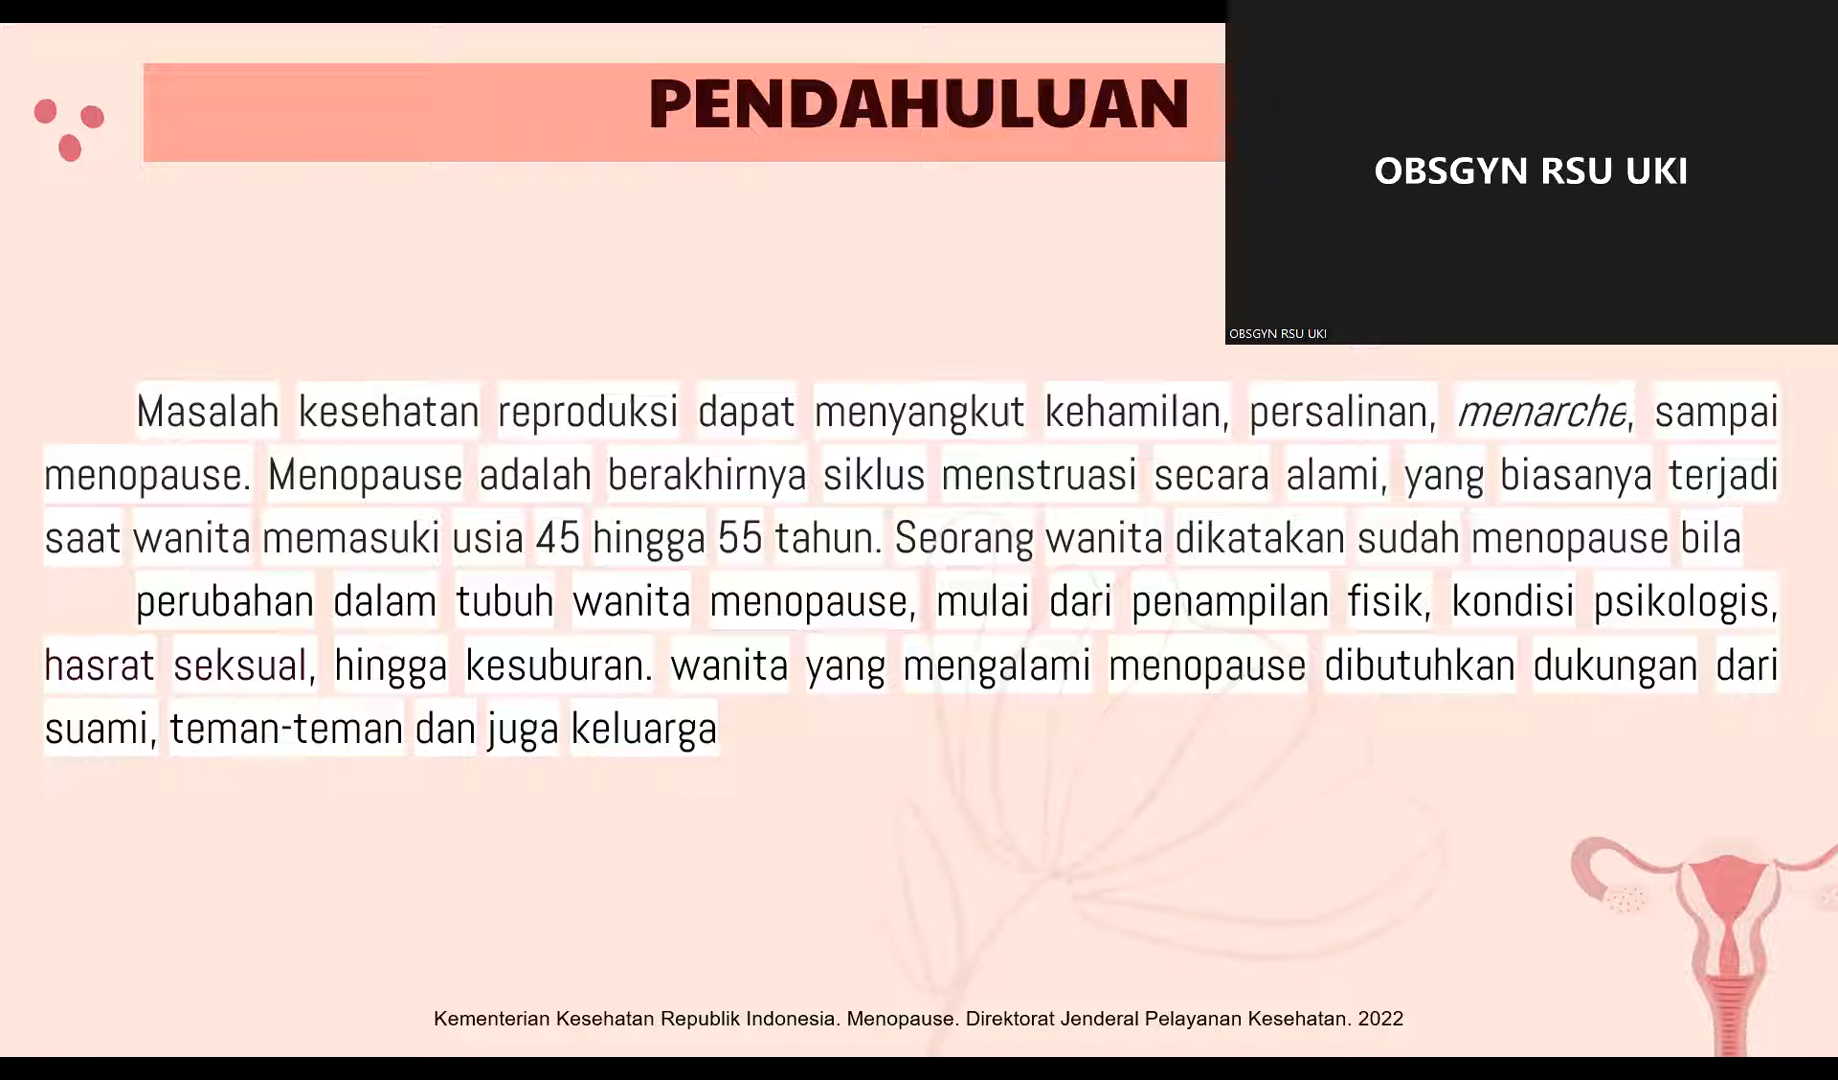 PENDAHULUAN
OBSGYN RSU UKI
OBSGYN RSU UKI
Masalah kesehatan reproduksi dapat menyangkut kehamilan, persalinan, menarche, sampai
menopause. Menopause adalah berakhirnya siklus menstruasi secara alami, yang biasanya terjadi
saat wanita memasuki usia 45 hingga 55 tahun. Seorang wanita dikatakan sudah menopause bila
perubahan dalam tubuh wanita menopause, mulai dari penampilan fisik, kondisi psikologis,
hasrat seksual, hingga kesuburan. wanita yang mengalami menopause dibutuhkan dukungan dari
suami, teman-teman dan juga keluarga
Kementerian Kesehatan Republik Indonesia. Menopause. Direktorat Jenderal Pelayanan Kesehatan. 2022